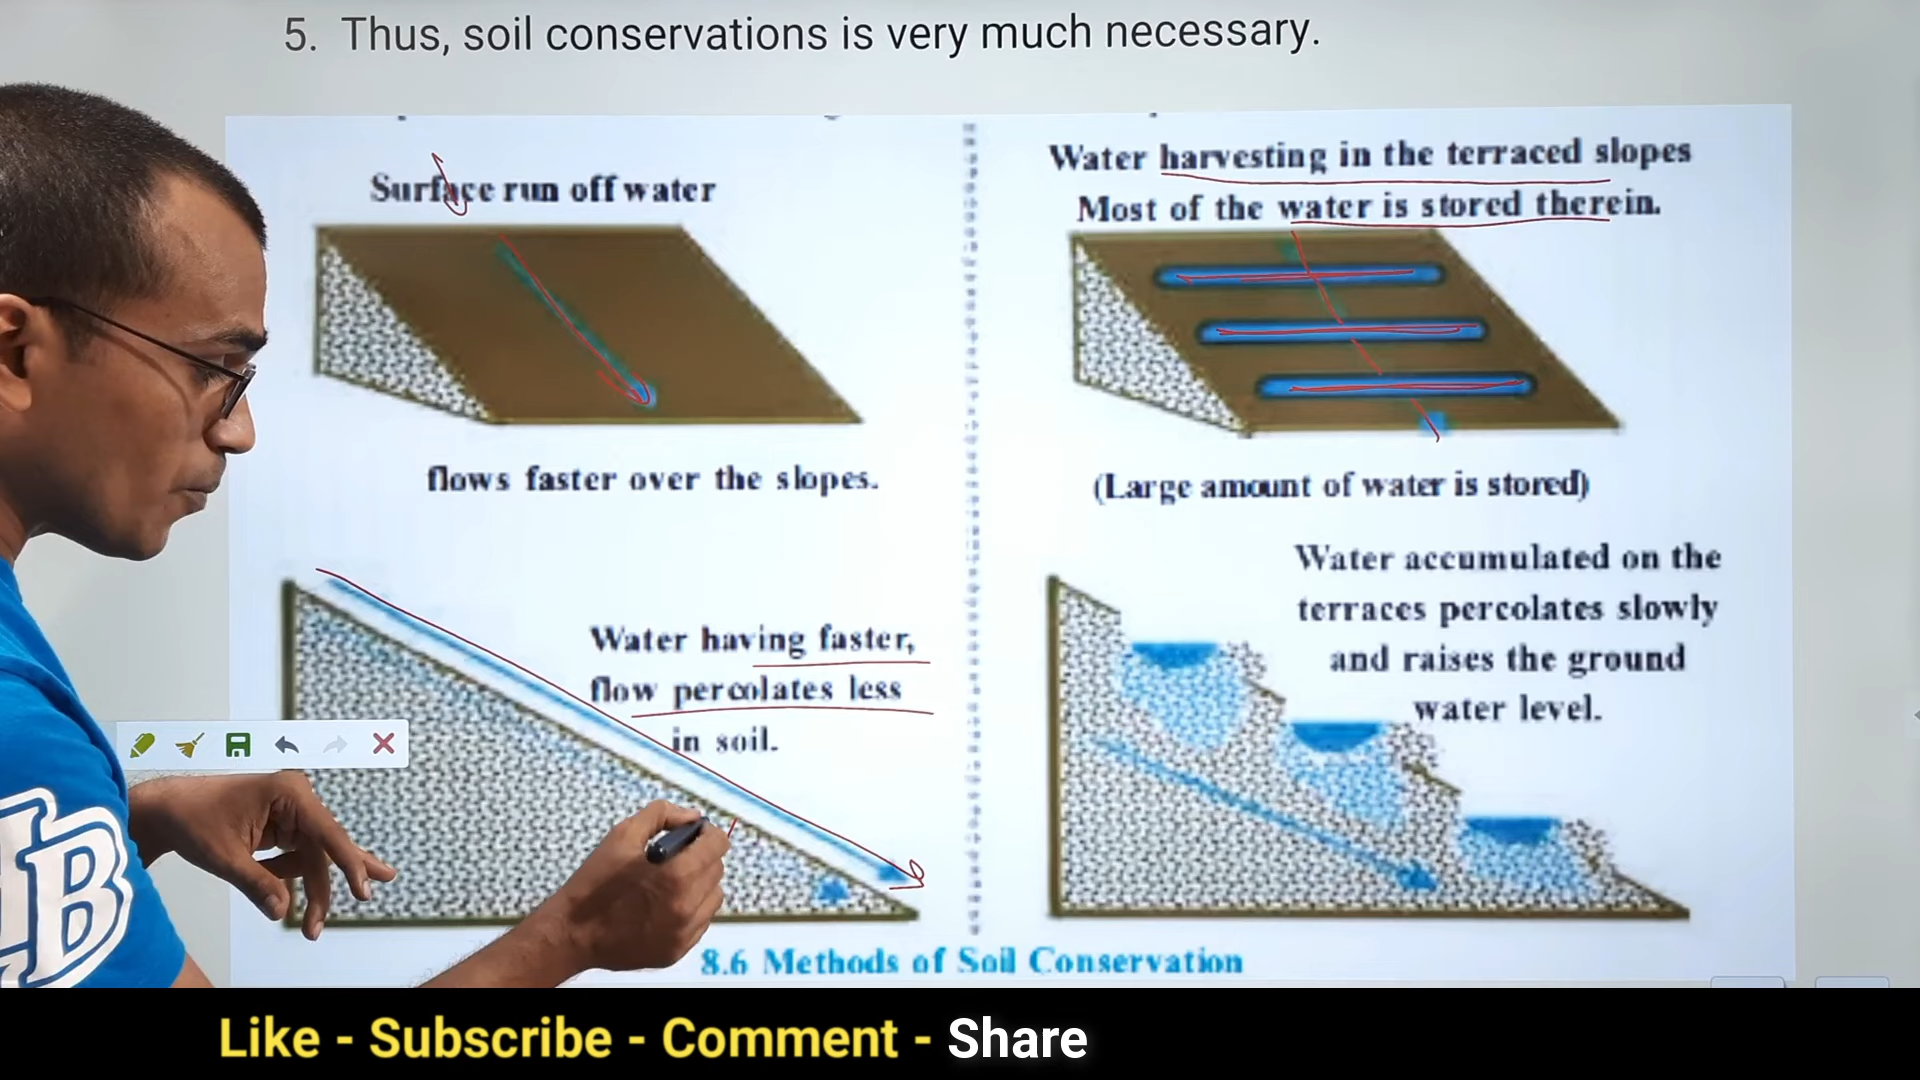 5. Thus, soil conservations is very much necessary.
Surface run off water
flows faster over the slopes.
Water harvesting in the terraced slopes
Most of the water is stored therein.
(Large amount of water is stored)
Water having faster,
flow percolates less
in soil.
Water accumulated on the
terraces percolates slowly
and raises the ground
water level.
8.6 Methods of Soil Conservation
B
Like - Subscribe - Comment - Share